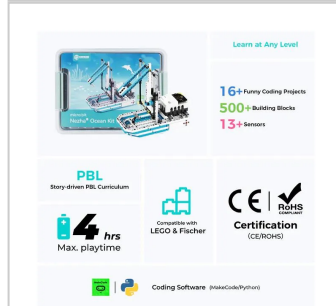 Learn at Any Level
Nezha
Ocean Kit
16+ Funny Coding Projects
500+ Building Blocks
13+ Sensors
PBL
Story-driven PBL Curriculum
4 hrs
Max. playtime
Compatible with
LEGO & Fischer
CE RoHS
COMPLIANT
Certification
(CE/ROHS)
Coding Software (MakeCode/Python)